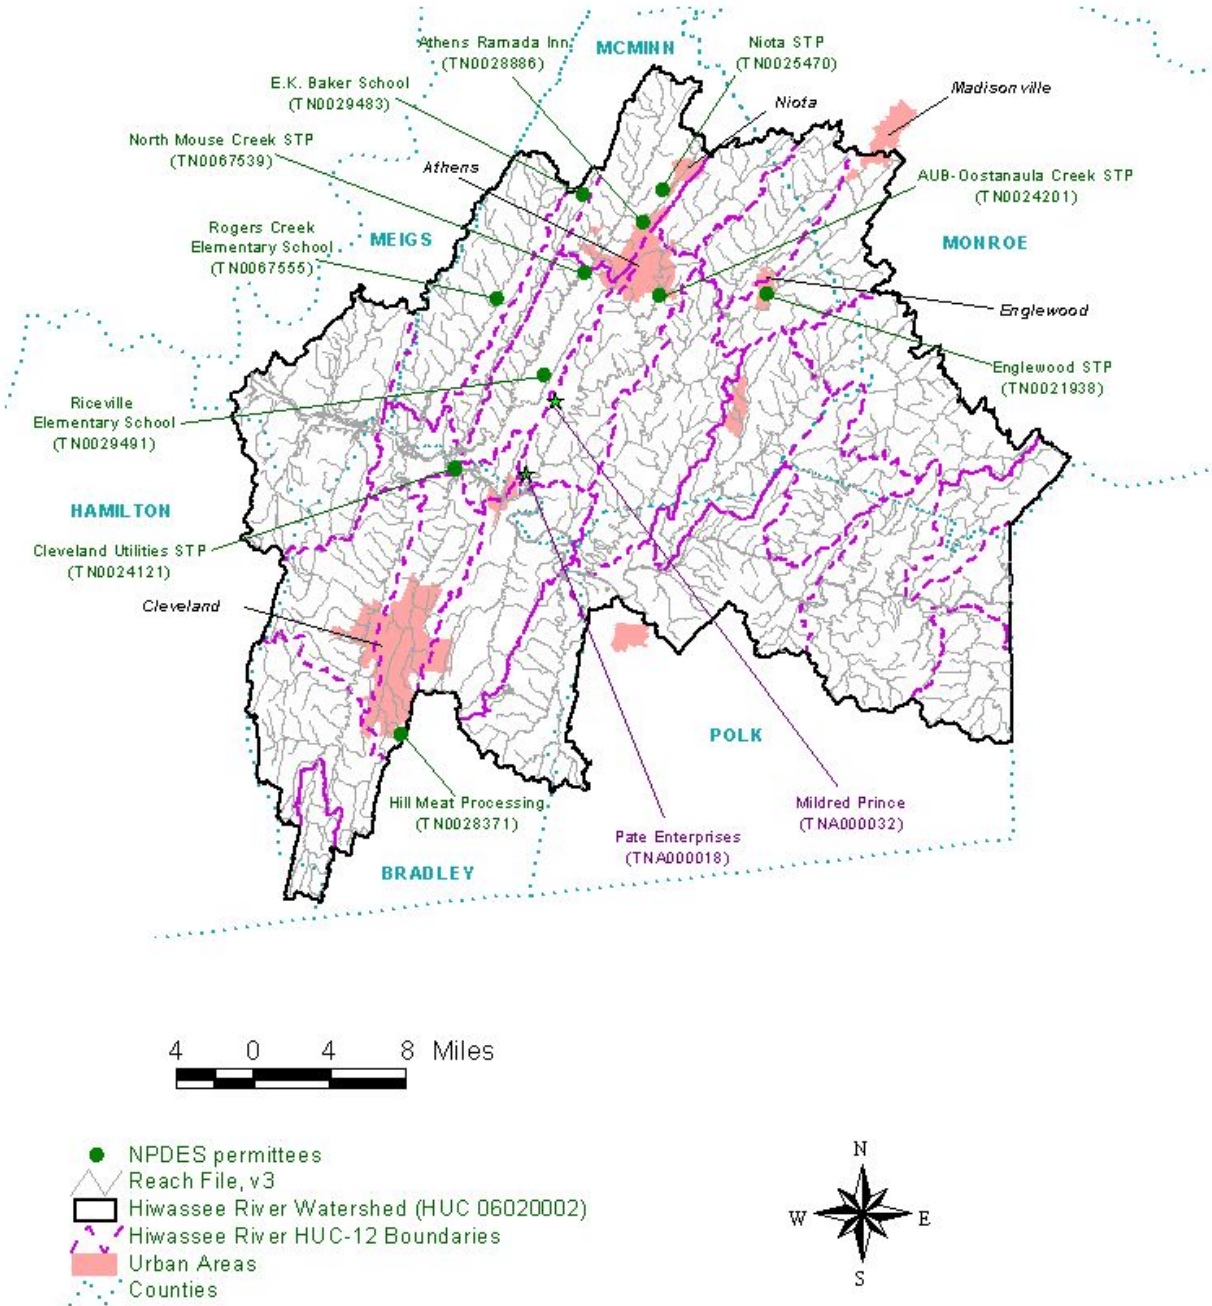 Athens Ramada Inn
(TN0028886)
MCMINN
Niota STP
(TN0025470)
E.K. Baker School
(TN0029483)
Niota
Madisonville
North Mouse Creek STP
(TN0067539)
Athens
AUB-Oostanaula Creek STP
(TN0024201)
Rogers Creek
Elementary School
(TN0067555)
MEIGS
MONROE
Englewood
Englewood STP
(TN0021938)
Riceville
Elementary School
(TN0029491)
HAMILTON
Cleveland Utilities STP
(TN0024121)
Cleveland
POLK
Hill Meat Processing
(TN0028371)
Mildred Prince
(TNA000032)
Pate Enterprises
(TNA000018)
BRADLEY
4 0 4 8 Miles
NPDES permittees
Reach File, v3
Hiwassee River Watershed (HUC 06020002)
Hiwassee River HUC-12 Boundaries
Urban Areas
Counties
N
W E
S